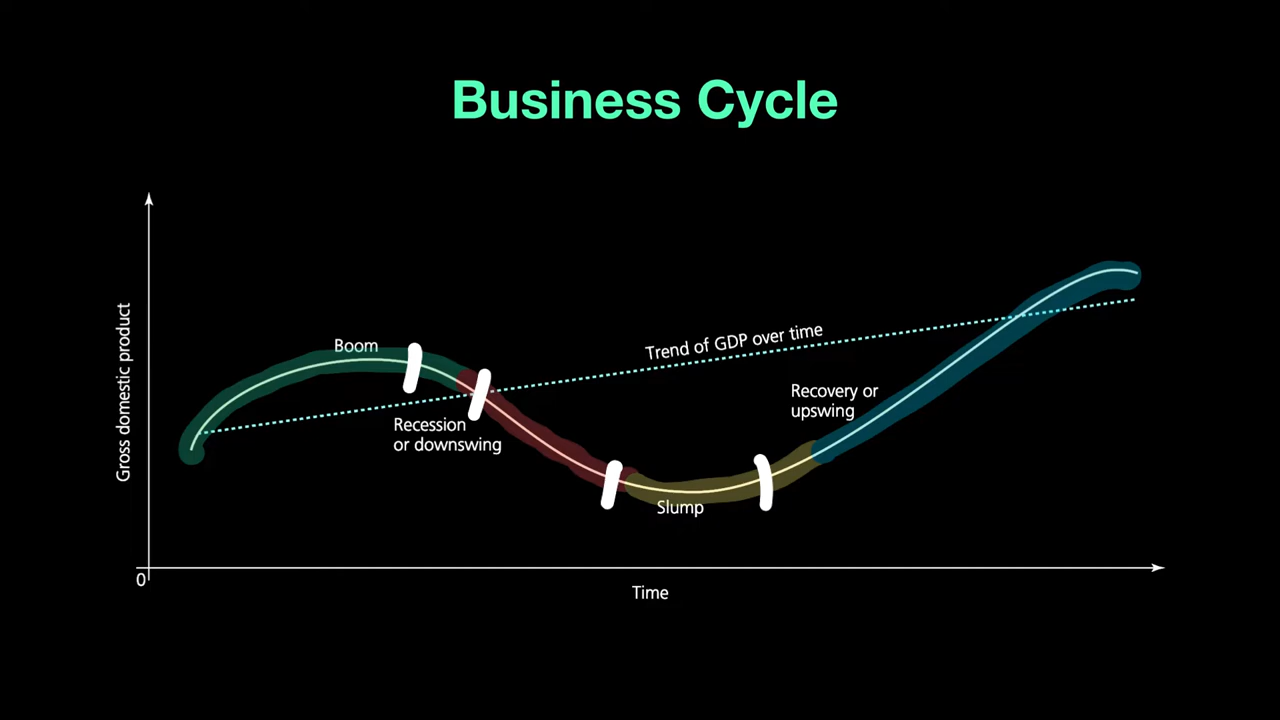 Business Cycle
Gross domestic product
Boom
Trend of GDP over time
Recession
or downswing
Recovery or
upswing
Slump
0
Time